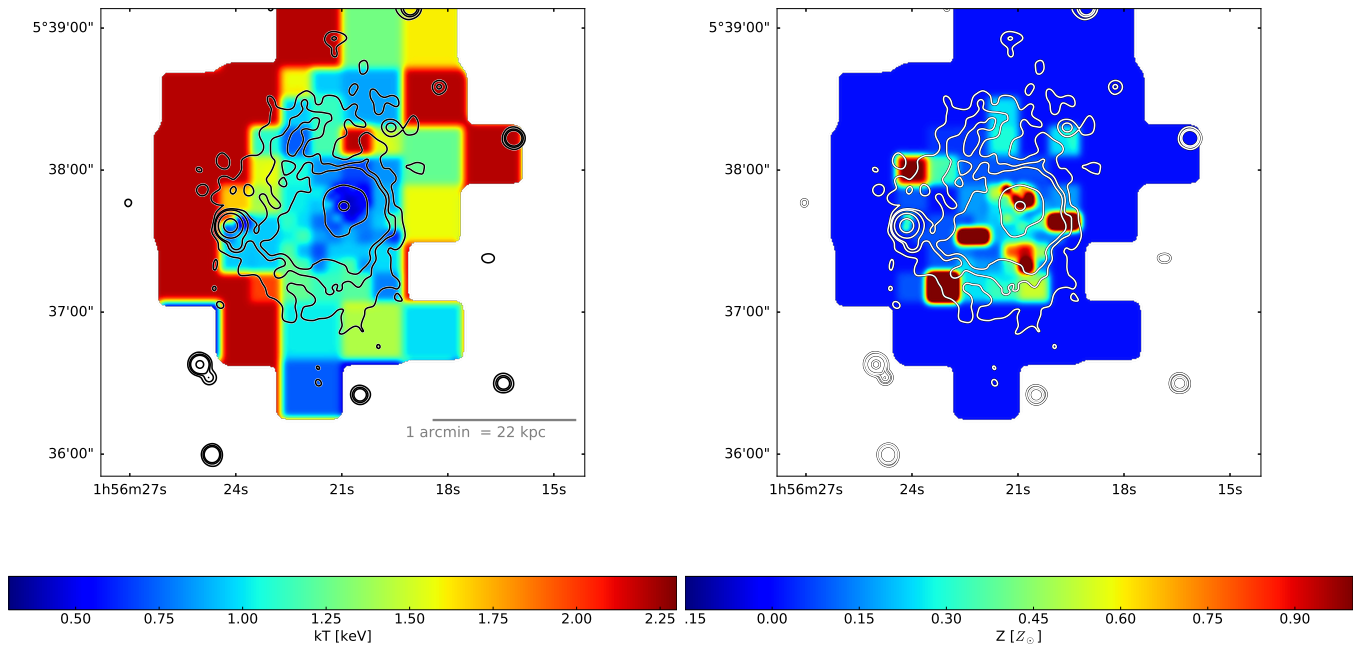 5°39'00"
38'00"
37'00"
36'00"
1h56m27s 24s 21s 18s 15s
1 arcmin = 22 kpc
0.50 0.75 1.00 1.25 1.50 1.75 2.00 2.25
kT [keV]
5°39'00"
38'00"
37'00"
36'00"
1h56m27s 24s 21s 18s 15s
.15 0.00 0.15 0.30 0.45 0.60 0.75 0.90
Z [Z☉]